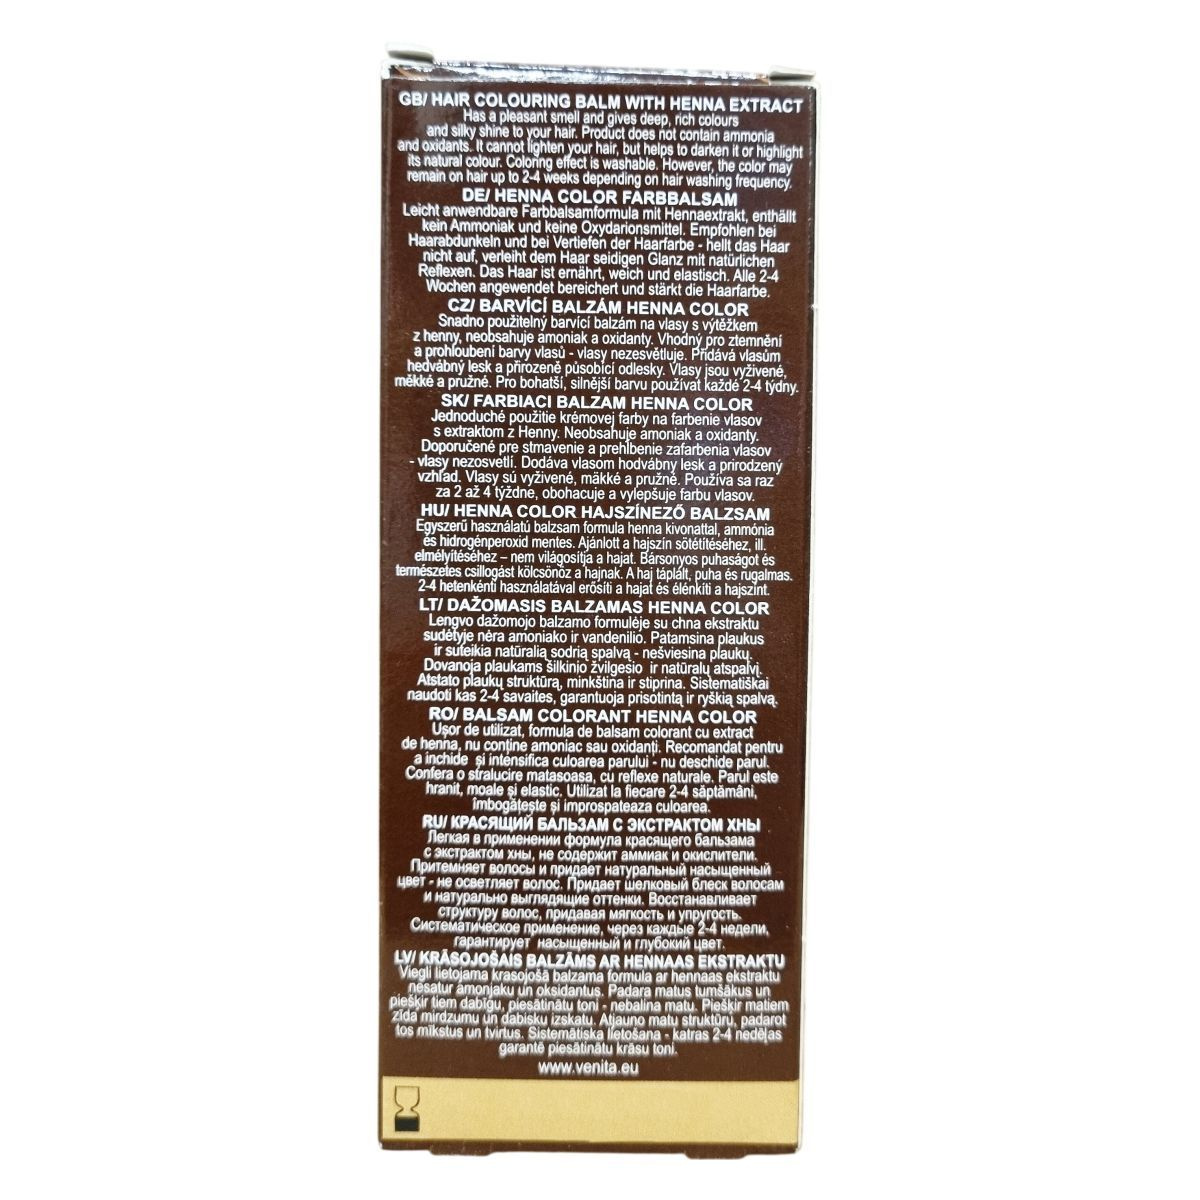 GB/ HAIR COLOURING BALM WITH HENNA EXTRACT
Has a pleasant smell and gives deep, rich colours
and silky shine to your hair. Product does not contain ammonia
and oxidants. It cannot lighten your hair, but helps to darken it or highlight
its natural colour. Coloring effect is washable. However, the color may
remain on hair up to 2-4 weeks depending on hair washing frequency.
DE/ HENNA COLOR FARBBALSAM
Leicht anwendbare Farbbalsamformula mit Hennaextrakt, enthällt
kein Ammoniak und keine Oxydarionsmittel. Empfohlen bei
Haarabdunkeln und bei Vertiefen der Haarfarbe - hellt das Haar
nicht auf, verleiht dem Haar seidigen Glanz mit natürlichen
Reflexen. Das Haar ist ernährt, weich und elastisch. Alle 2-4
Wochen angewendet bereichert und stärkt die Haarfarbe.
CZ/ BARVÍCÍ BALZÁM HENNA COLOR
Snadno použitelný barvící balzám na vlasy s výtěžkem
z henny, neobsahuje amoniak a oxidanty. Vhodný pro ztemnění
a prohloubení barvy vlasů - vlasy nezesvětluje. Přidává vlasům
hedvábný lesk a přirozeně působící odlesky. Vlasy jsou vyživené,
měkké a pružné. Pro bohatší, silnější barvu používat každé 2-4 týdny.
SK/ FARBIACI BALZAM HENNA COLOR
Jednoduché použitie krémovej farby na farbenie vlasov
s extraktom z Henny. Neobsahuje amoniak a oxidanty.
Doporučené pre stmavenie a prehĺbenie zafarbenia vlasov
- vlasy nezosvetlí. Dodáva vlasom hodvábny lesk a prirodzený
vzhľad. Vlasy sú vyživené, mäkké a pružné. Používa sa raz
za 2 až 4 týždne, obohacuje a vylepšuje farbu vlasov.
HU/ HENNA COLOR HAJSZÍNEZŐ BALZSAM
Egyszerű használatú balzsam formula henna kivonattal, ammónia
és hidrogénperoxid mentes. Ajánlott a hajszín sötétítéséhez, ill.
elmélyítéséhez – nem világosítja a hajat. Bársonyos puhaságot és
természetes csillogást kölcsönöz a hajnak. A haj táplált, puha és rugalmas.
2-4 hetenkénti használatával erősíti a hajat és élénkíti a hajszínt.
LT/ DAŽOMASIS BALZAMAS HENNA COLOR
Lengvo dažomojo balzamo formulėje su chna ekstraktu
sudėtyje nėra amoniako ir vandenilio. Patamsina plaukus
ir suteikia natūralią sodrią spalvą - nešviesina plaukų.
Dovanoja plaukams šilkinio žvilgesio ir natūralų atspalvį.
Atstato plaukų struktūrą, minkština ir stiprina. Sistematiškai
naudoti kas 2-4 savaites, garantuoja prisotintą ir ryškią spalvą.
RO/ BALSAM COLORANT HENNA COLOR
Ușor de utilizat, formula de balsam colorant cu extract
de henna, nu conține amoniac sau oxidanți. Recomandat pentru
a inchide și intensifica culoarea parului - nu deschide parul.
Confera o stralucire matasoasa, cu reflexe naturale. Parul este
hranit, moale și elastic. Utilizat la fiecare 2-4 săptămâni,
îmbogățește și improspateaza culoarea.
RU/ КРАСЯЩИЙ БАЛЬЗАМ С ЭКСТРАКТОМ ХНЫ
Легкая в применении формула красящего бальзама
с экстрактом хны, не содержит аммиак и окислители.
Притемняет волосы и придает натуральный насыщенный
цвет - не осветляет волос. Придает шелковый блеск волосам
и натурально выглядящие оттенки. Восстанавливает
структуру волос, придавая мягкость и упругость.
Систематическое применение, через каждые 2-4 недели,
гарантирует насыщенный и глубокий цвет.
LV/ KRĀSOJOŠAIS BALZĀMS AR HENNAAS EKSTRAKTU
Viegli lietojama krasojošā balzama formula ar hennaas ekstraktu
nesatur amonjaku un oksidantus. Padara matus tumšākus un
piešķir tiem dabīgu, piesātinātu toni - nebalina matu. Piešķir matiem
zīda mirdzumu un dabisku izskatu. Atjauno matu struktūru, padarot
tos mīkstus un tvirtus. Sistemātiska lietošana - katras 2-4 nedēļas
garantē piesātinātu krāsu toni.
www.venita.eu